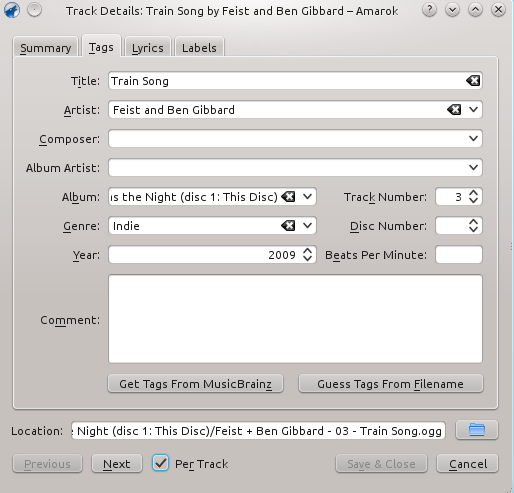 Track Details: Train Song by Feist and Ben Gibbard – Amarok
Summary Tags Lyrics Labels
Title: Train Song
Artist: Feist and Ben Gibbard
Composer:
Album Artist:
Album: as the Night (disc 1: This Disc) Track Number: 3
Genre: Indie Disc Number:
Year: 2009 Beats Per Minute:
Comment:
Get Tags From MusicBrainz Guess Tags From Filename
Location: e Night (disc 1: This Disc)/Feist + Ben Gibbard - 03 - Train Song.ogg
Previous Next Per Track Save & Close Cancel